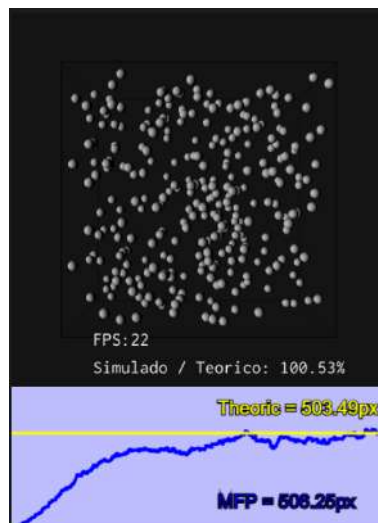 FPS:22
Simulado / Teorico: 100.53%
Theoric = 503.49px
MFP = 506.25px